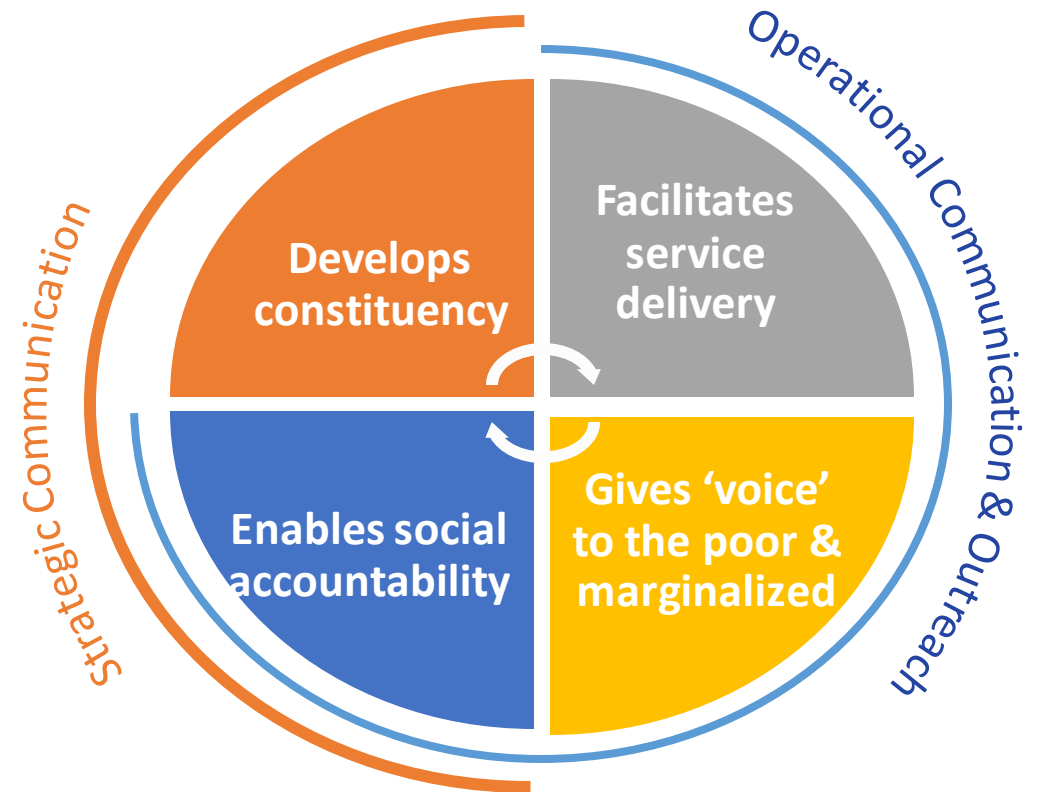 Strategic Communication
Operational Communication & Outreach
Develops
constituency
Facilitates
service
delivery
Enables social
accountability
Gives ‘voice’
to the poor &
marginalized